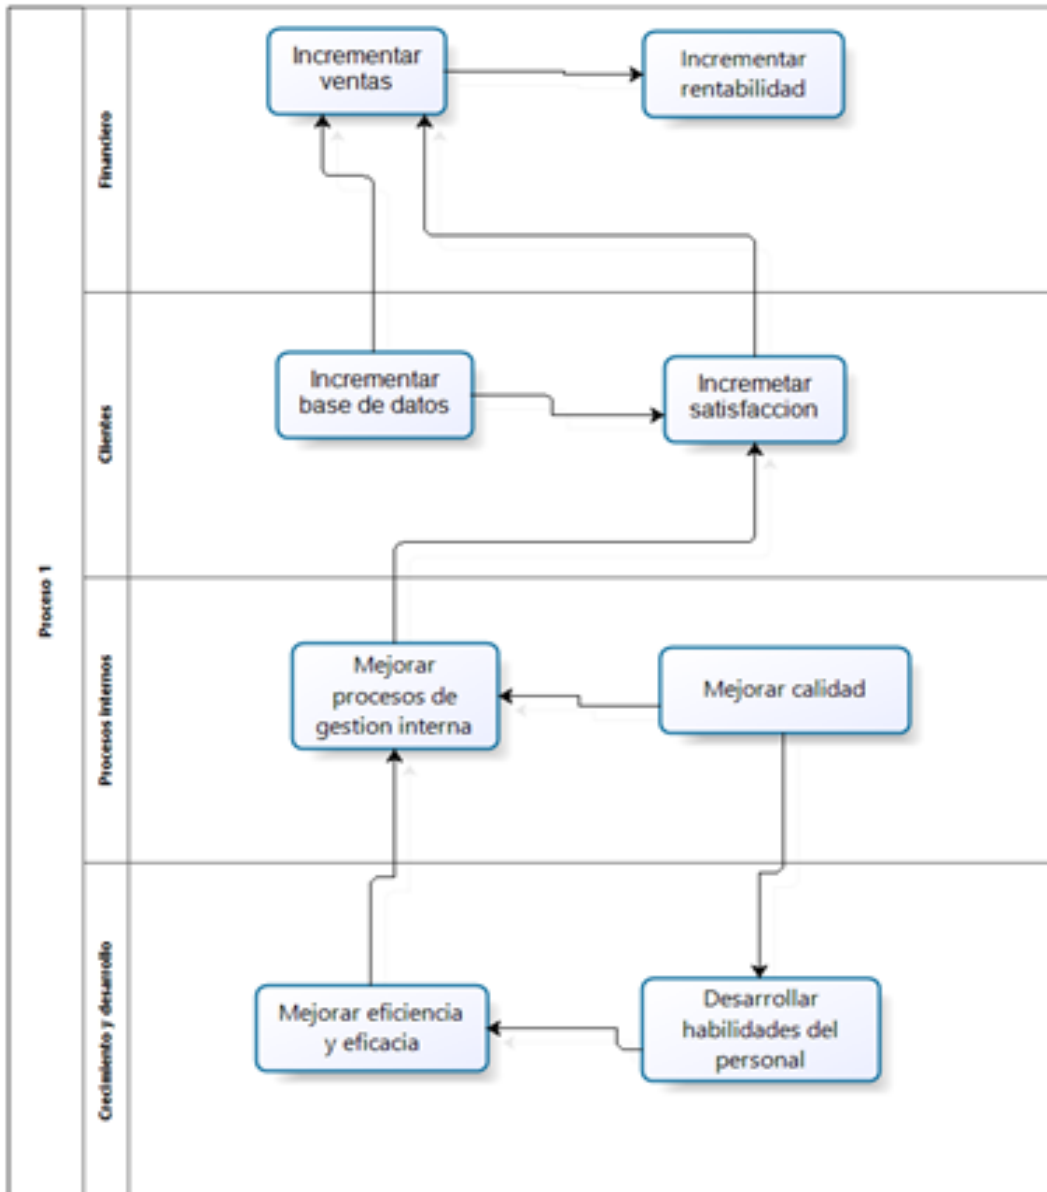 Proceso 1
Financiero
Incrementar
ventas
Incrementar
rentabilidad
Clientes
Incrementar
base de datos
Incremetar
satisfaccion
Procesos Internos
Mejorar
procesos de
gestion interna
Mejorar calidad
Crecimiento y desarrollo
Mejorar eficiencia
y eficacia
Desarrollar
habilidades del
personal